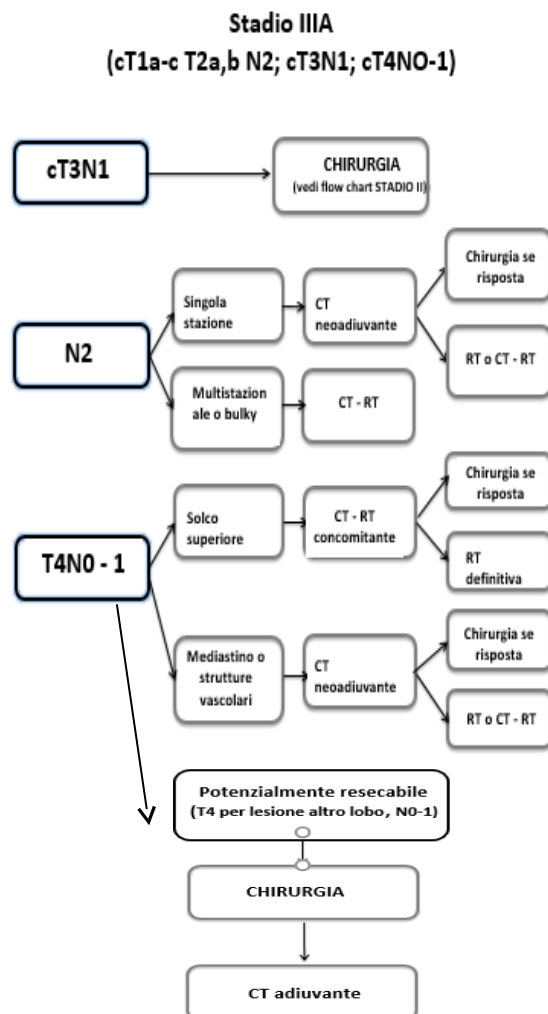 Stadio IIIA
(cT1a-c T2a,b N2; cT3N1; cT4NO-1)
cT3N1
CHIRURGIA
(vedi flow chart STADIO II)
N2
Singola
stazione
CT
neoadiuvante
Chirurgia se
risposta
RT o CT - RT
Multistazion
ale o bulky
CT - RT
T4N0 - 1
Solco
superiore
CT - RT
concomitante
Chirurgia se
risposta
RT
definitiva
Mediastino o
strutture
vascolari
CT
neoadiuvante
Chirurgia se
risposta
RT o CT - RT
Potenzialmente resecabile
(T4 per lesione altro lobo, N0-1)
CHIRURGIA
CT adiuvante